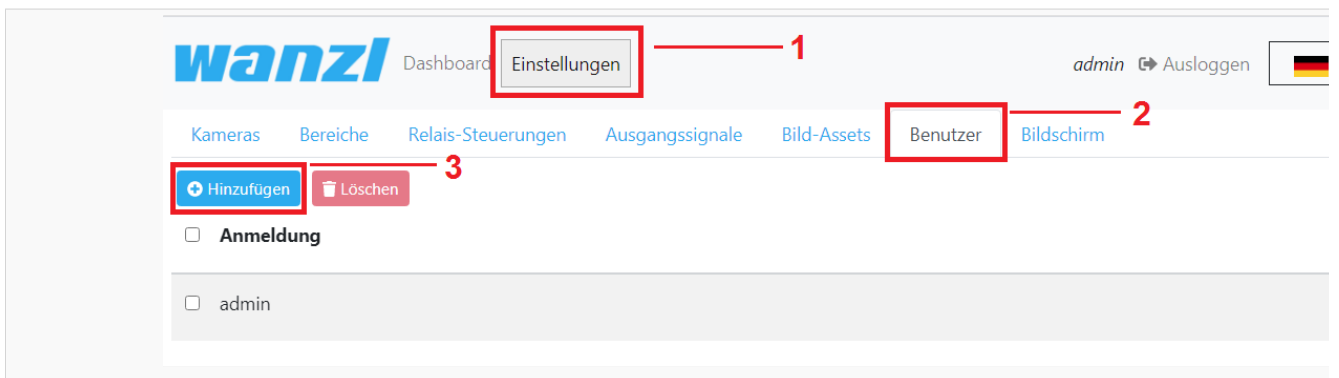 wanzl Dashboard Einstellungen 1 admin Ausloggen
2
Kameras Bereiche Relais-Steuerungen Ausgangssignale Bild-Assets Benutzer Bildschirm
3
Hinzufügen Löschen
Anmeldung
admin